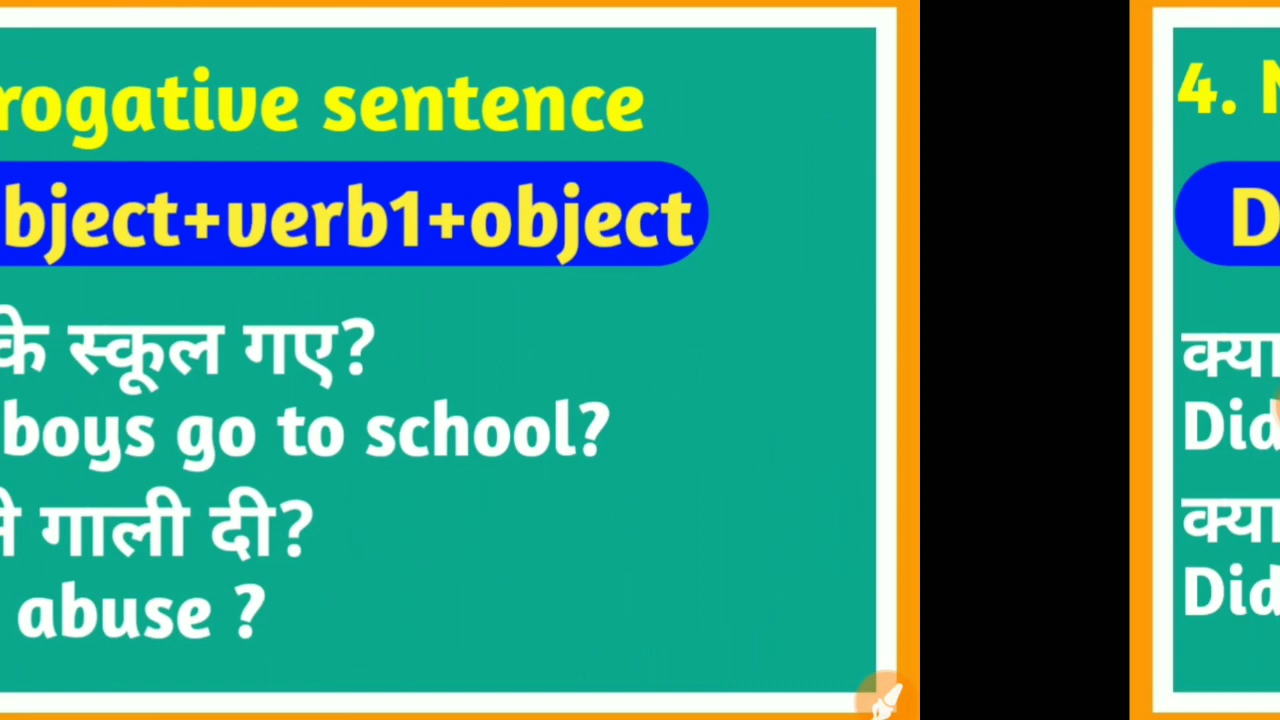 rogative sentence
bject+verb1+object
के स्कूल गए?
boys go to school?
ने गाली दी?
abuse ?
4. N
D
क्या
Did
क्या
Did